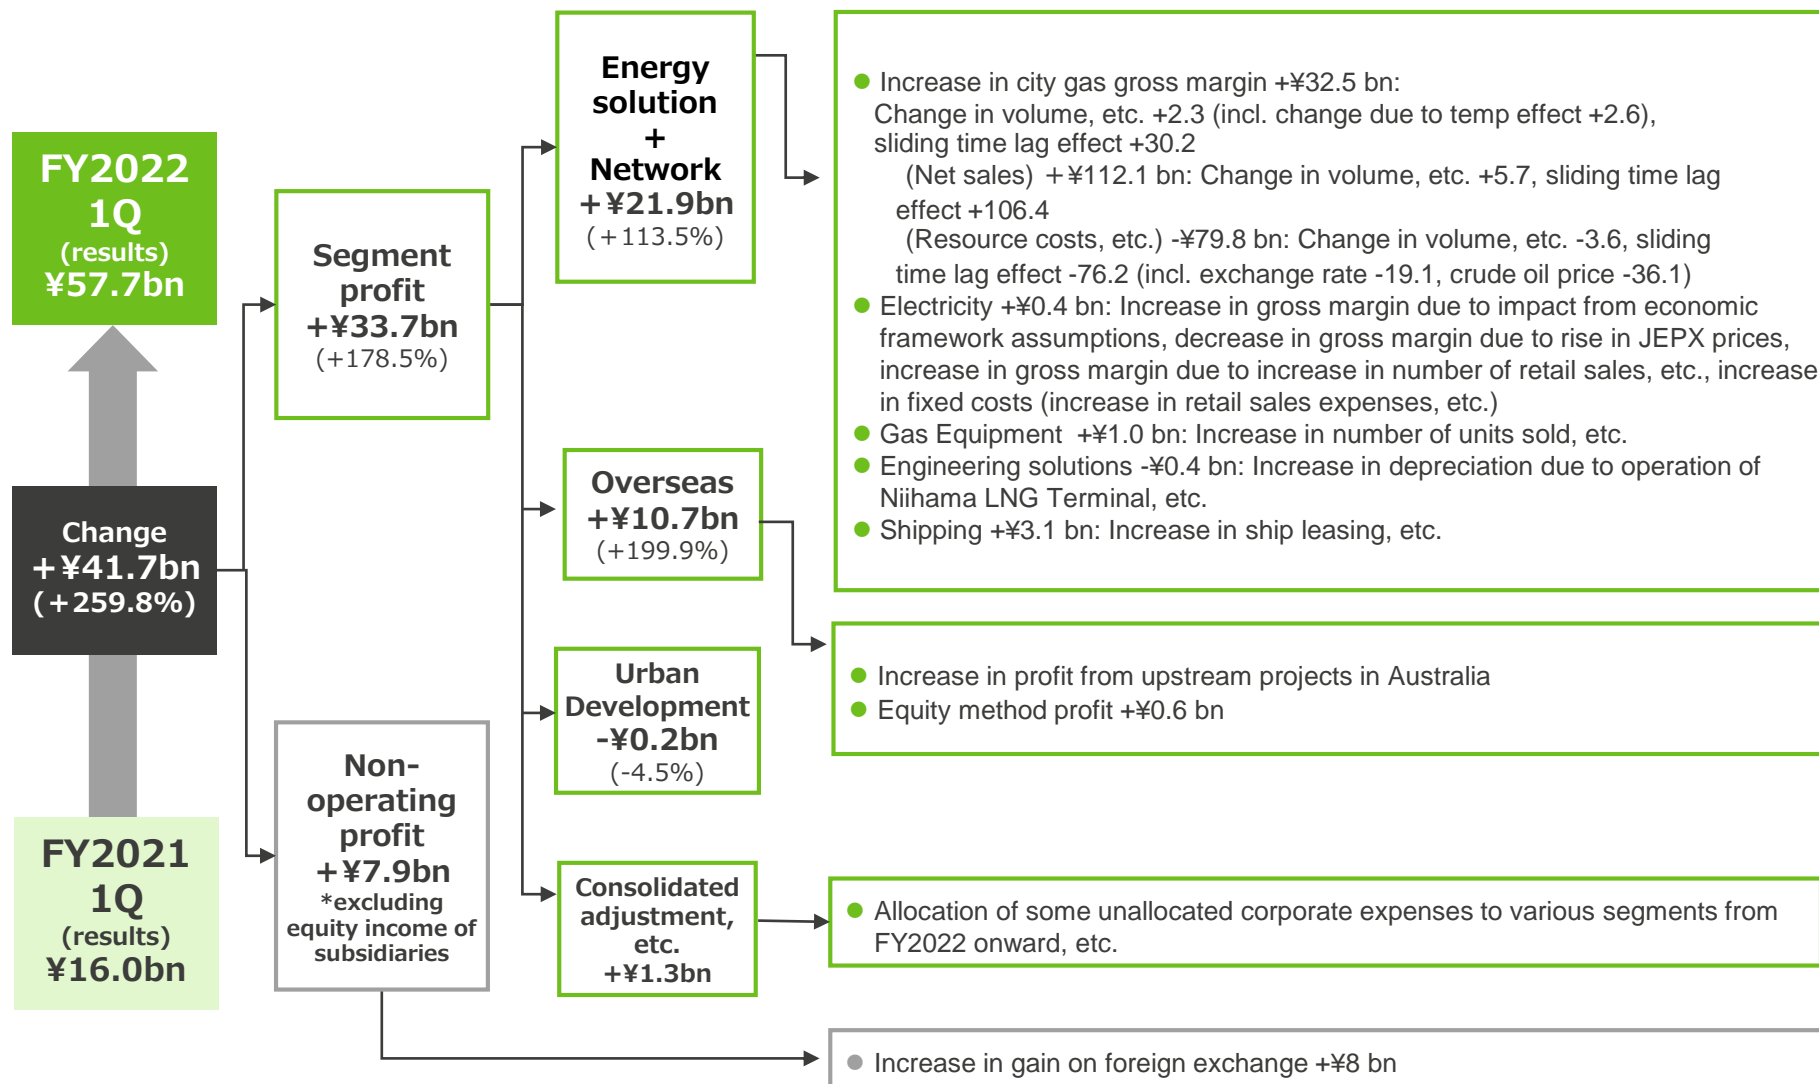 FY2022
1Q
(results)
¥57.7bn
Change
+¥41.7bn
(+259.8%)
FY2021
1Q
(results)
¥16.0bn
Segment
profit
+¥33.7bn
(+178.5%)
Non-
operating
profit
+¥7.9bn
*excluding
equity income of
subsidiaries
Energy
solution
+
Network
+¥21.9bn
(+113.5%)
Overseas
+¥10.7bn
(+199.9%)
Urban
Development
-¥0.2bn
(-4.5%)
Consolidated
adjustment,
etc.
+¥1.3bn
● Increase in city gas gross margin +¥32.5 bn:
Change in volume, etc. +2.3 (incl. change due to temp effect +2.6),
sliding time lag effect +30.2
(Net sales) +¥112.1 bn: Change in volume, etc. +5.7, sliding time lag
effect +106.4
(Resource costs, etc.) -¥79.8 bn: Change in volume, etc. -3.6, sliding
time lag effect -76.2 (incl. exchange rate -19.1, crude oil price -36.1)
● Electricity +¥0.4 bn: Increase in gross margin due to impact from economic
framework assumptions, decrease in gross margin due to rise in JEPX prices,
increase in gross margin due to increase in number of retail sales, etc., increase
in fixed costs (increase in retail sales expenses, etc.)
● Gas Equipment +¥1.0 bn: Increase in number of units sold, etc.
● Engineering solutions -¥0.4 bn: Increase in depreciation due to operation of
Niihama LNG Terminal, etc.
● Shipping +¥3.1 bn: Increase in ship leasing, etc.
● Increase in profit from upstream projects in Australia
● Equity method profit +¥0.6 bn
● Allocation of some unallocated corporate expenses to various segments from
FY2022 onward, etc.
● Increase in gain on foreign exchange +¥8 bn